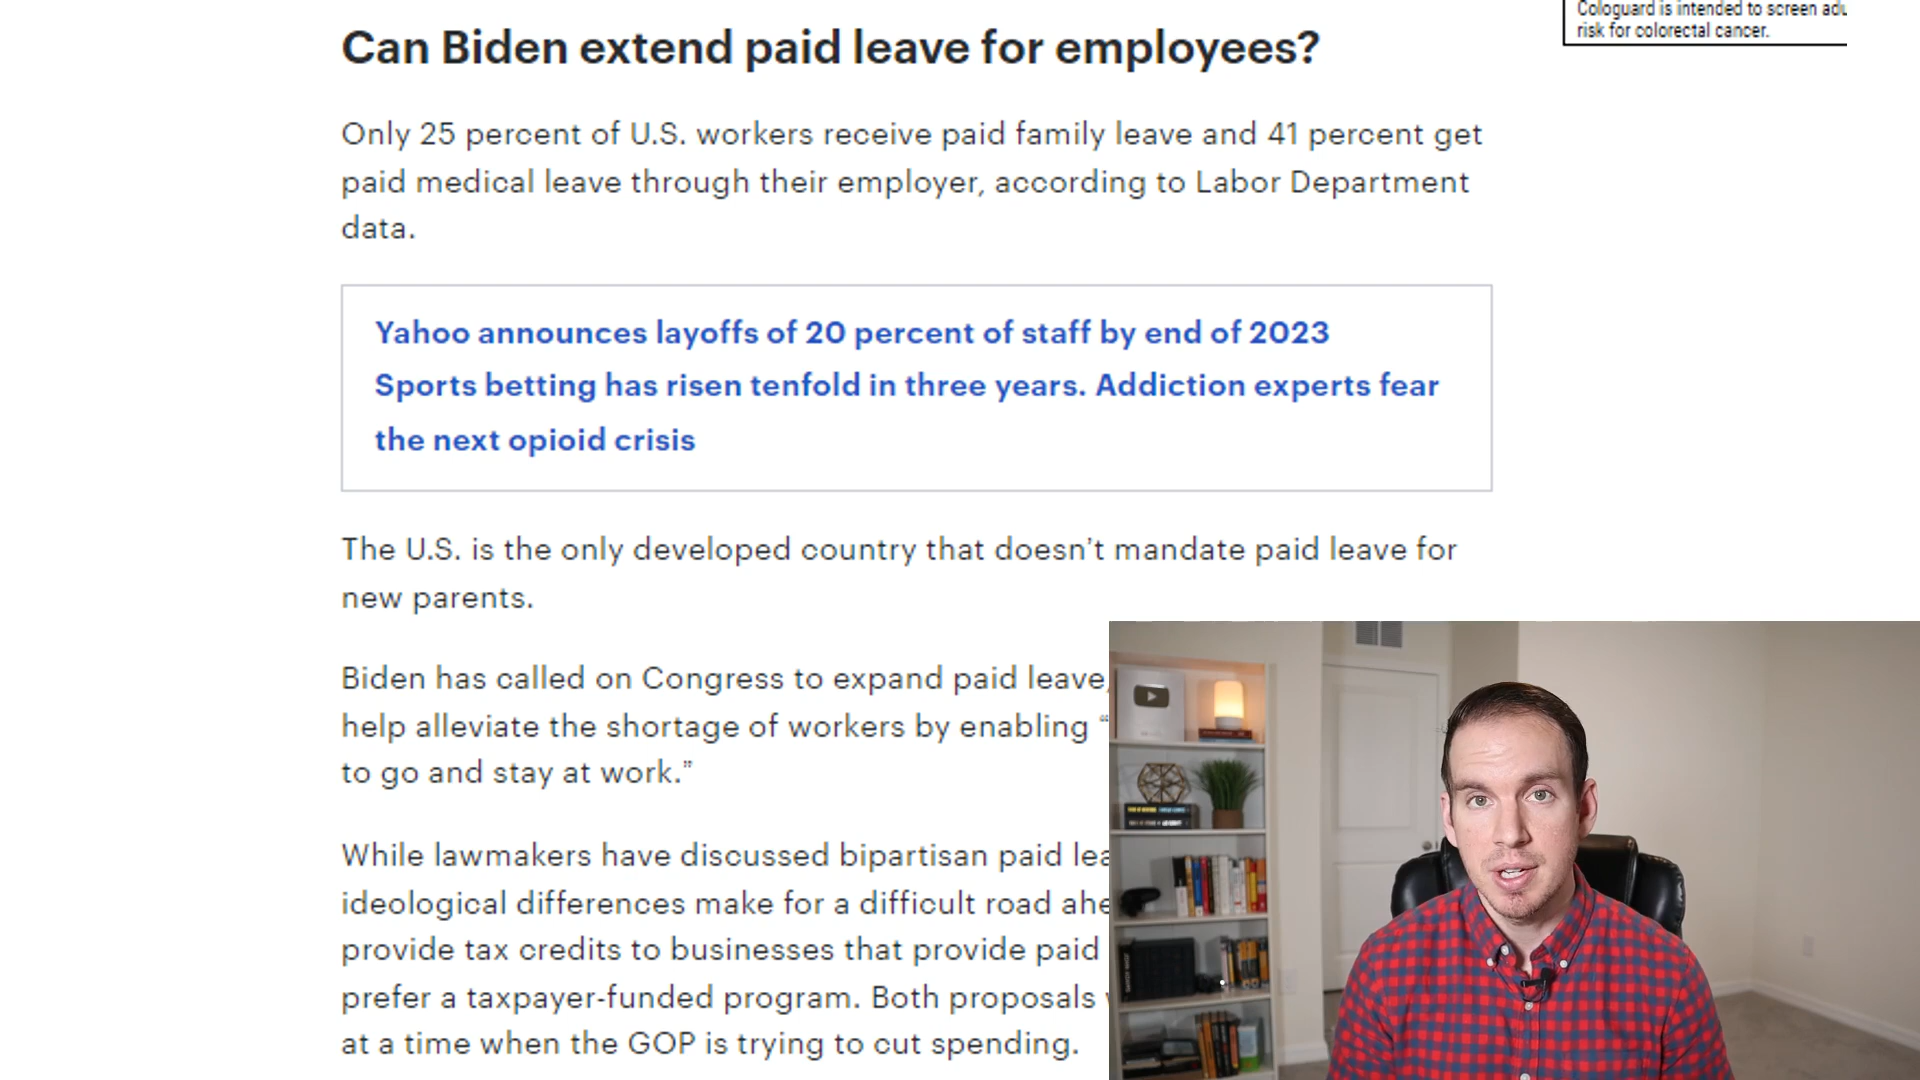 Cologuard is intended to screen adu
risk for colorectal cancer.
Can Biden extend paid leave for employees?
Only 25 percent of U.S. workers receive paid family leave and 41 percent get
paid medical leave through their employer, according to Labor Department
data.
Yahoo announces layoffs of 20 percent of staff by end of 2023
Sports betting has risen tenfold in three years. Addiction experts fear
the next opioid crisis
The U.S. is the only developed country that doesn’t mandate paid leave for
new parents.
Biden has called on Congress to expand paid leave,
help alleviate the shortage of workers by enabling “
to go and stay at work.”
While lawmakers have discussed bipartisan paid lea
ideological differences make for a difficult road ahe
provide tax credits to businesses that provide paid
prefer a taxpayer-funded program. Both proposals
at a time when the GOP is trying to cut spending.